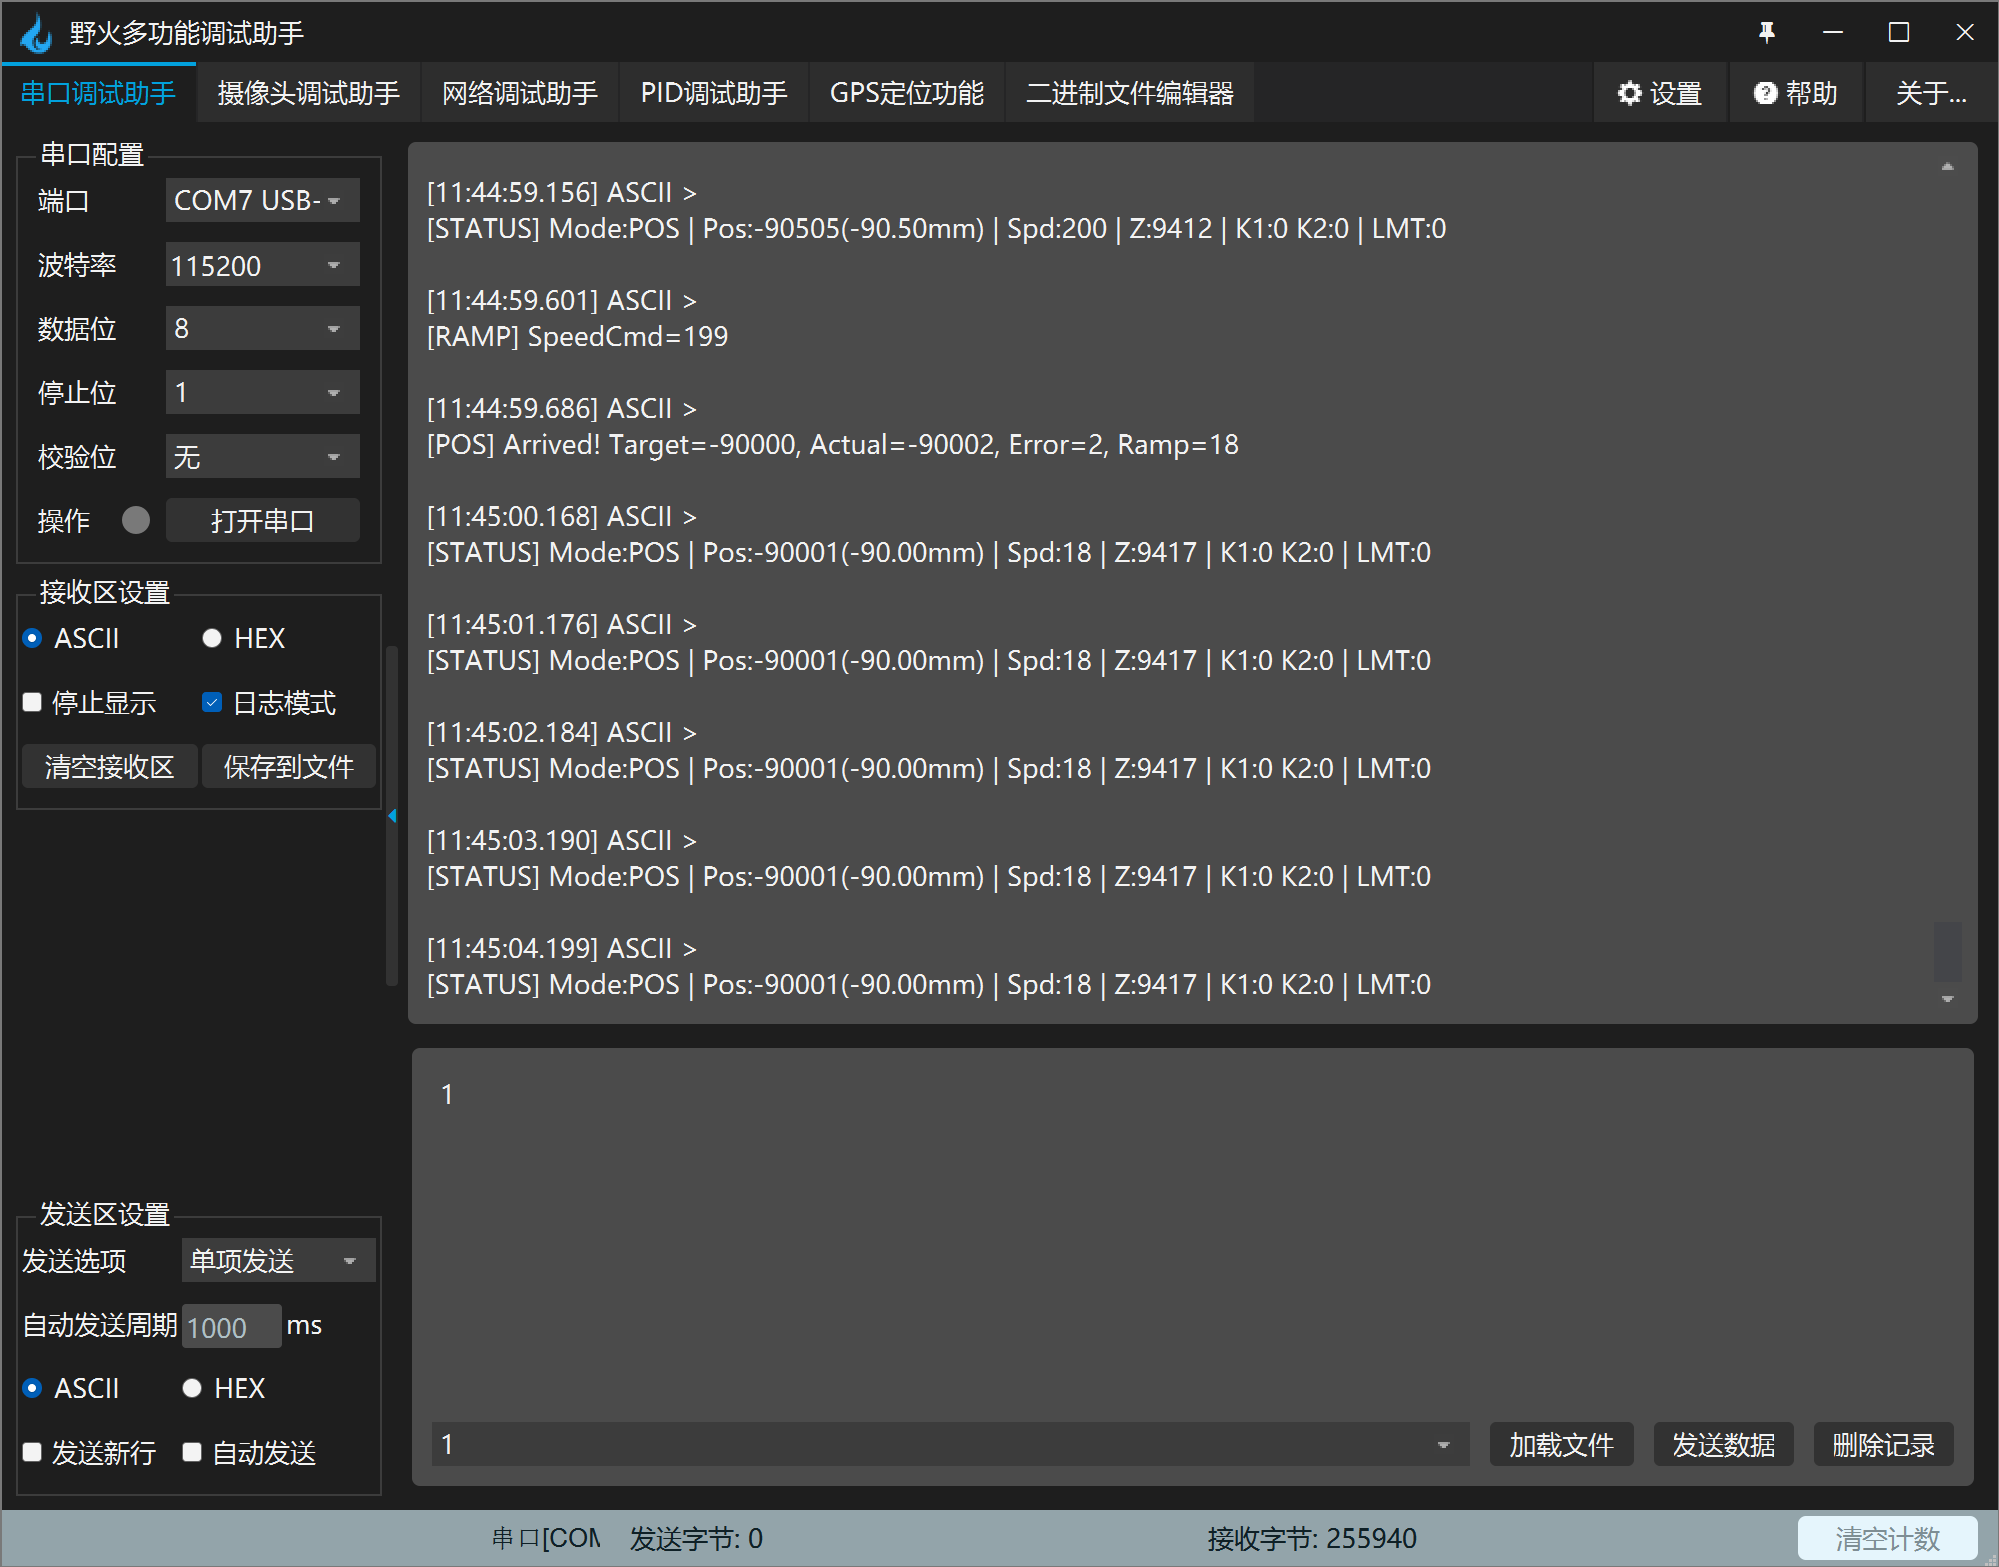 野火多功能调试助手
串口调试助手 摄像头调试助手 网络调试助手 PID调试助手 GPS定位功能 二进制文件编辑器 设置 帮助 关于...
串口配置
端口 COM7 USB-
波特率 115200
数据位 8
停止位 1
校验位 无
操作 打开串口
接收区设置
ASCII HEX
停止显示 日志模式
清空接收区 保存到文件
[11:44:59.156] ASCII >
[STATUS] Mode:POS | Pos:-90505(-90.50mm) | Spd:200 | Z:9412 | K1:0 K2:0 | LMT:0
[11:44:59.601] ASCII >
[RAMP] SpeedCmd=199
[11:44:59.686] ASCII >
[POS] Arrived! Target=-90000, Actual=-90002, Error=2, Ramp=18
[11:45:00.168] ASCII >
[STATUS] Mode:POS | Pos:-90001(-90.00mm) | Spd:18 | Z:9417 | K1:0 K2:0 | LMT:0
[11:45:01.176] ASCII >
[STATUS] Mode:POS | Pos:-90001(-90.00mm) | Spd:18 | Z:9417 | K1:0 K2:0 | LMT:0
[11:45:02.184] ASCII >
[STATUS] Mode:POS | Pos:-90001(-90.00mm) | Spd:18 | Z:9417 | K1:0 K2:0 | LMT:0
[11:45:03.190] ASCII >
[STATUS] Mode:POS | Pos:-90001(-90.00mm) | Spd:18 | Z:9417 | K1:0 K2:0 | LMT:0
[11:45:04.199] ASCII >
[STATUS] Mode:POS | Pos:-90001(-90.00mm) | Spd:18 | Z:9417 | K1:0 K2:0 | LMT:0
发送区设置
发送选项 单项发送
自动发送周期 1000 ms
ASCII HEX
发送新行 自动发送
1
1 加载文件 发送数据 删除记录
串口[COM 发送字节: 0 接收字节: 255940 清空计数